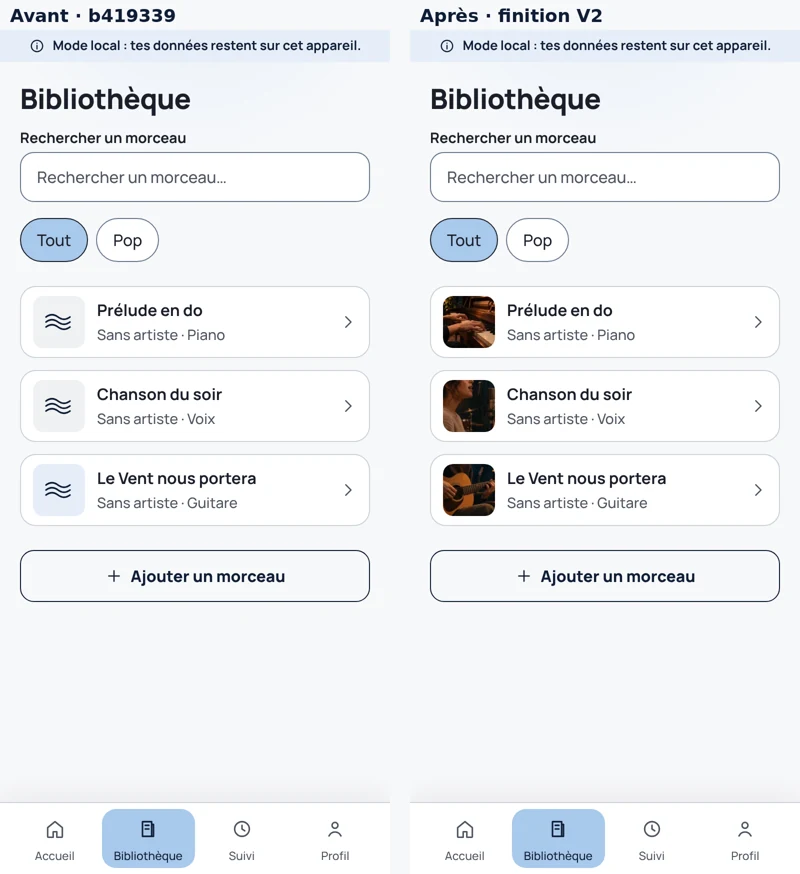 Avant · b419339
Mode local : tes données restent sur cet appareil.
Bibliothèque
Rechercher un morceau
Rechercher un morceau...
Tout
Pop
Prélude en do
Sans artiste · Piano
Chanson du soir
Sans artiste · Voix
Le Vent nous portera
Sans artiste · Guitare
+ Ajouter un morceau
Accueil
Bibliothèque
Suivi
Profil
Après · finition V2
Mode local : tes données restent sur cet appareil.
Bibliothèque
Rechercher un morceau
Rechercher un morceau...
Tout
Pop
Prélude en do
Sans artiste · Piano
Chanson du soir
Sans artiste · Voix
Le Vent nous portera
Sans artiste · Guitare
+ Ajouter un morceau
Accueil
Bibliothèque
Suivi
Profil